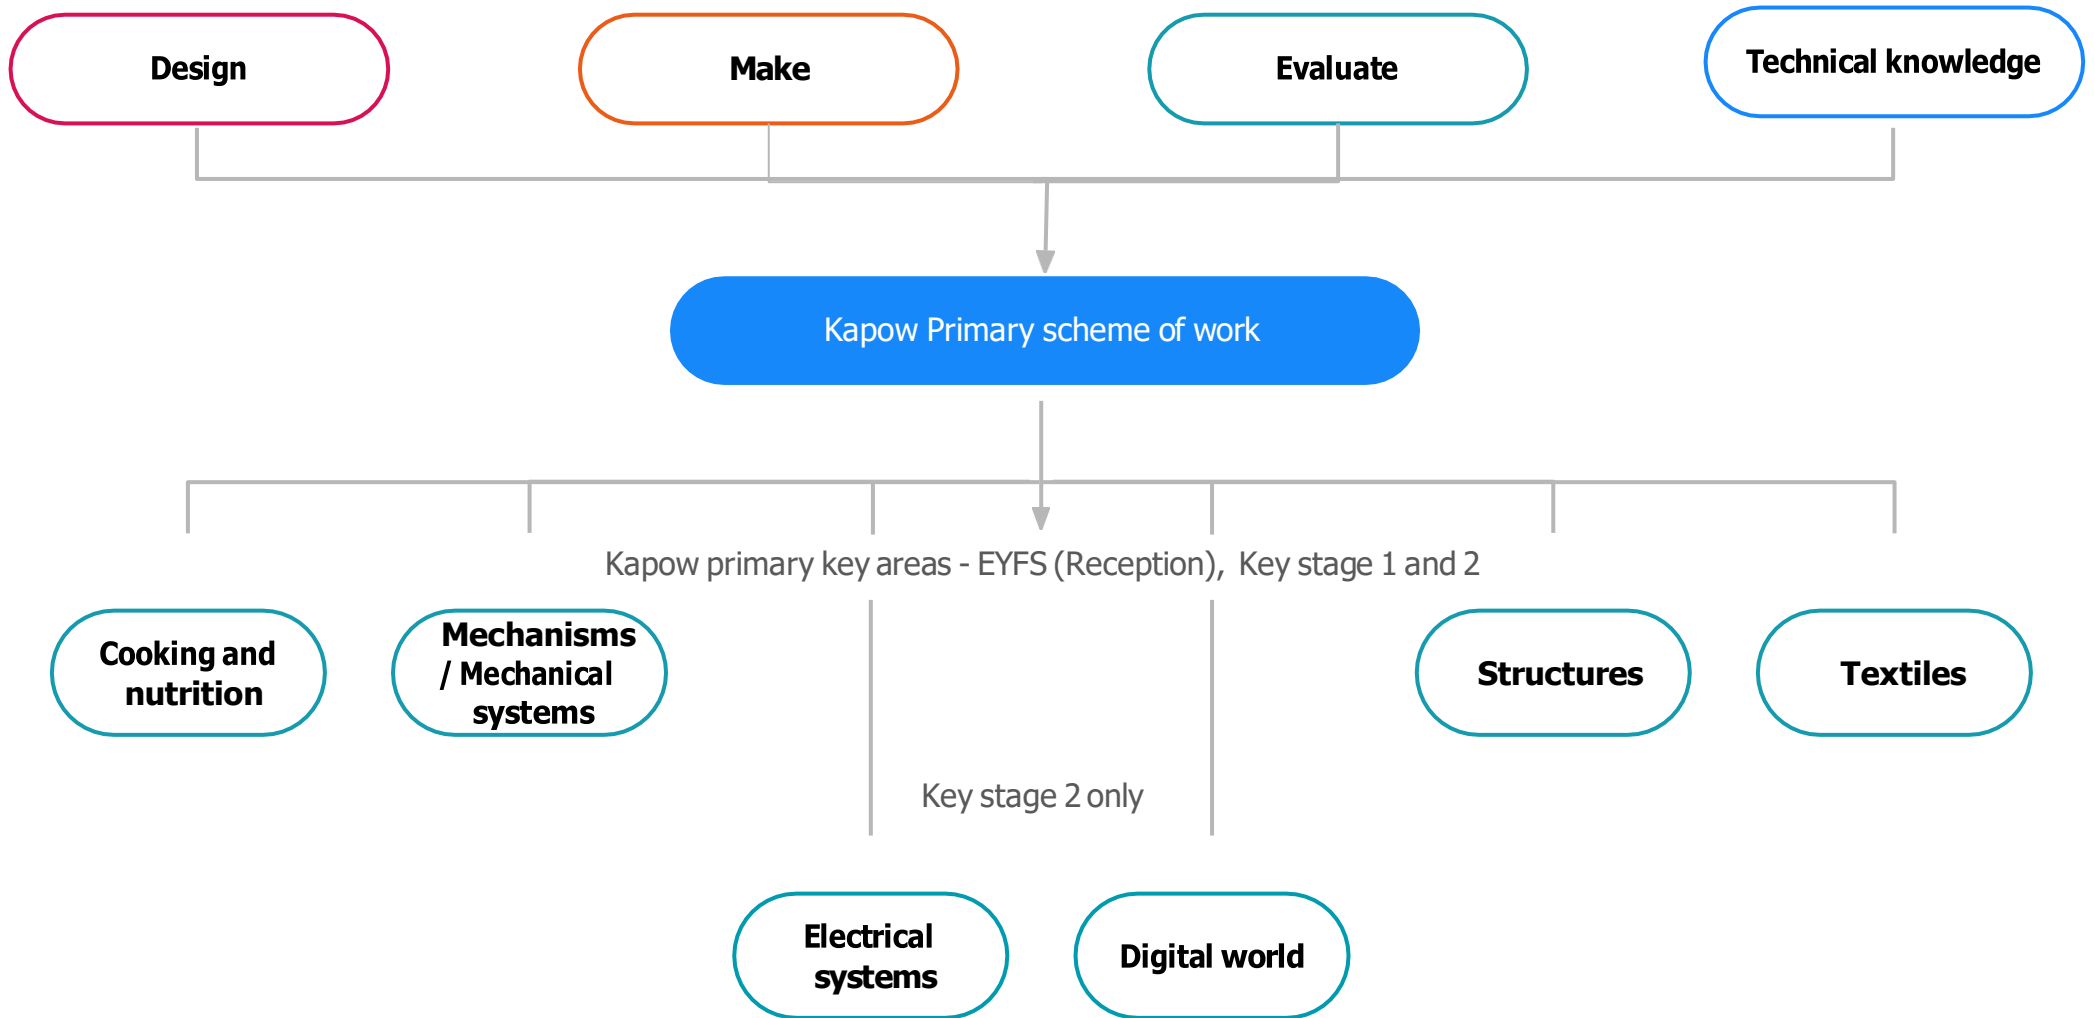 Design
Make
Evaluate
Technical knowledge
Kapow Primary scheme of work
Kapow primary key areas - EYFS (Reception), Key stage 1 and 2
Cooking and
nutrition
Mechanisms
/ Mechanical
systems
Structures
Textiles
Key stage 2 only
Electrical
systems
Digital world